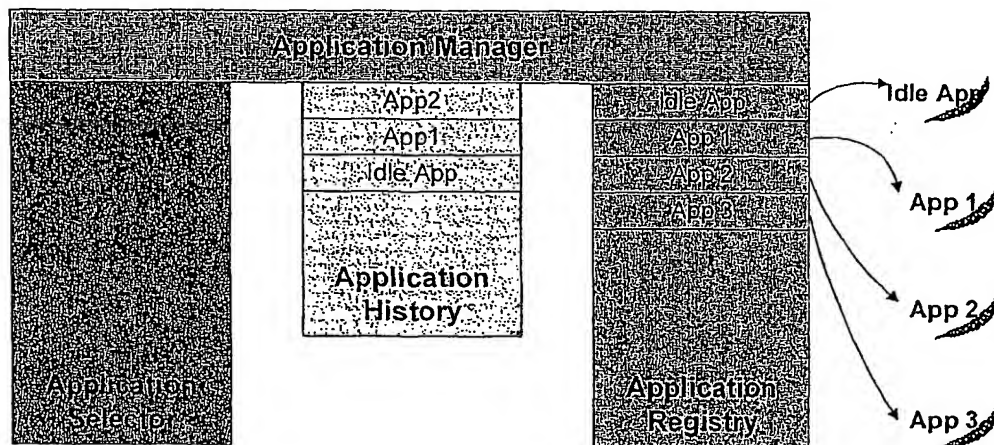 Application Manager
App2
App1
Idle App
Application
History
Idle App
App 1
App 2
App 3
Application
Registry
Application
Selector
Idle App
App 1
App 2
App 3